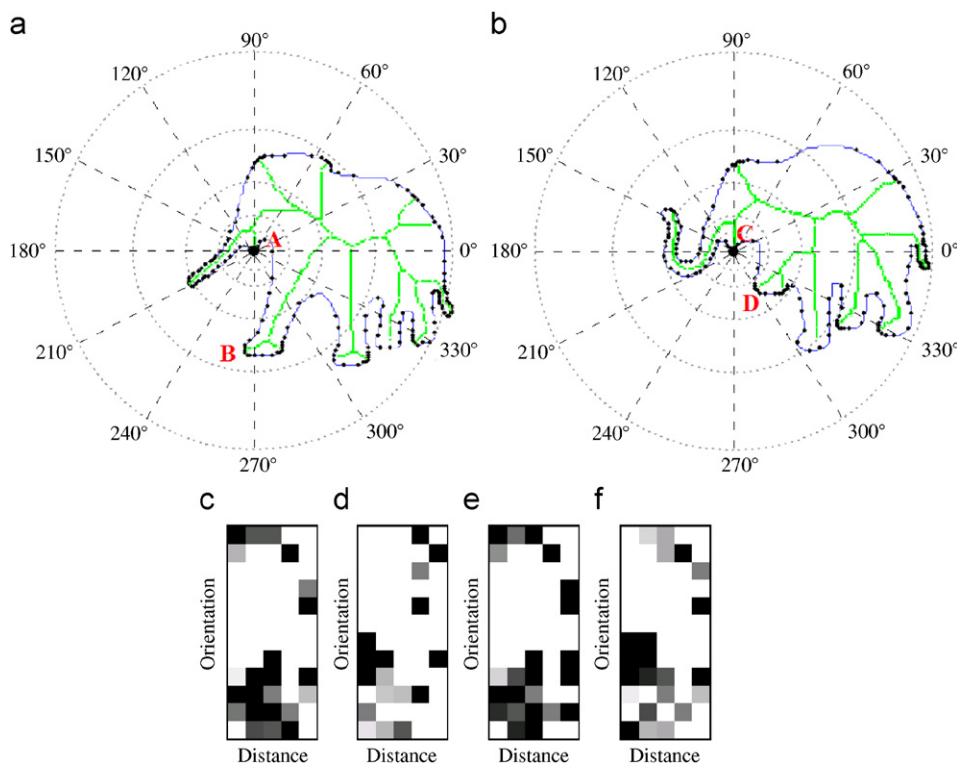 a
90°
120°
60°
150°
30°
180°
A
0°
B
210°
330°
240°
300°
270°
b
90°
120°
60°
150°
30°
180°
C
0°
D
210°
330°
240°
300°
270°
c
d
e
f
Orientation
Orientation
Orientation
Orientation
Distance
Distance
Distance
Distance